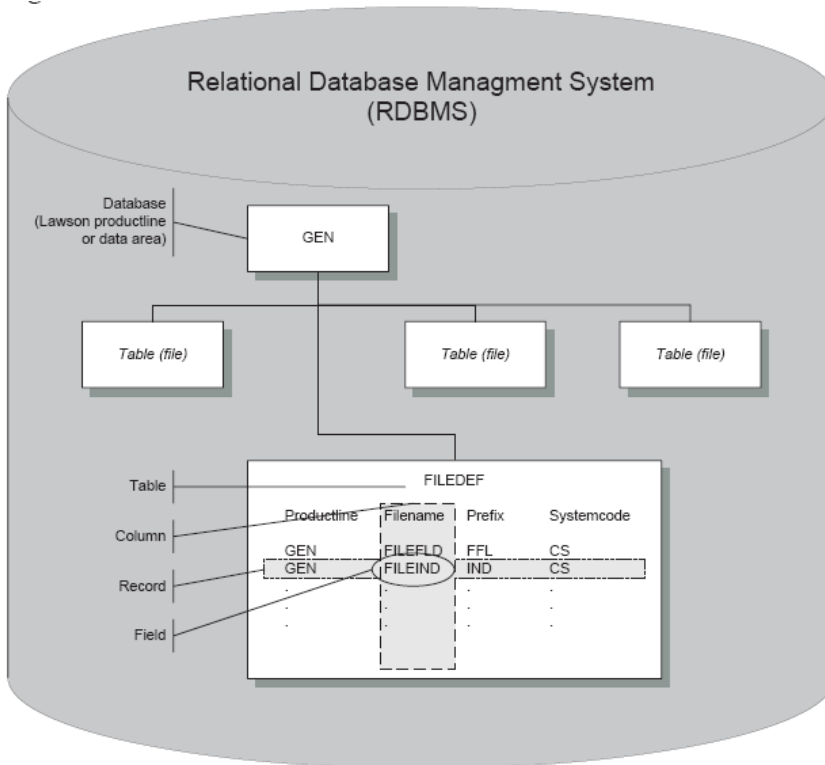 Relational Database Managment System
(RDBMS)
Database
(Lawson productline
or data area)
GEN
Table (file)
Table (file)
Table (file)
Table
Column
Record
Field
FILEDEF
Productline Filename Prefix Systemcode
GEN FILEFLD FFL CS
GEN FILEIND IND CS
. . . .
. . . .
. . . .